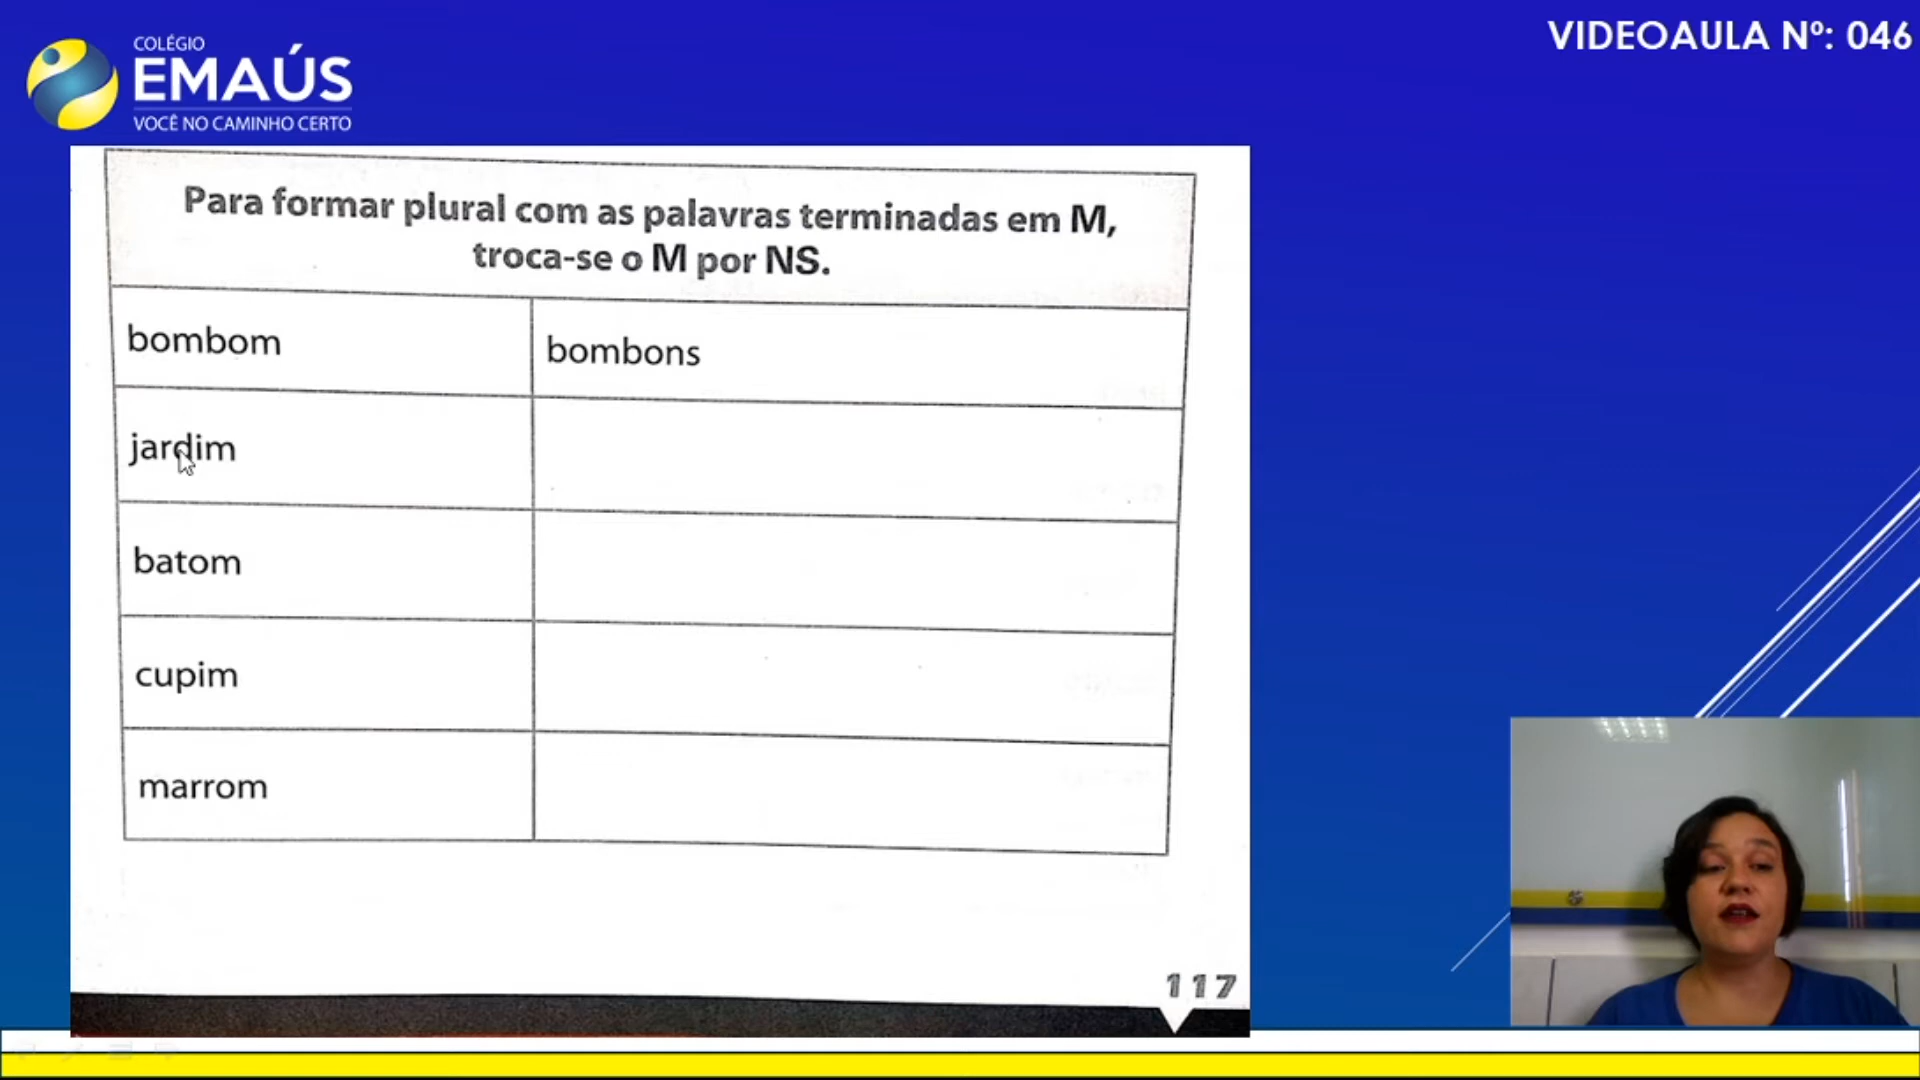 COLÉGIO
EMAÚS
VOCÊ NO CAMINHO CERTO
VIDEOAULA Nº: 046
Para formar plural com as palavras terminadas em M,
troca-se o M por NS.
bombom bombons
jardim
batom
cupim
marrom
117